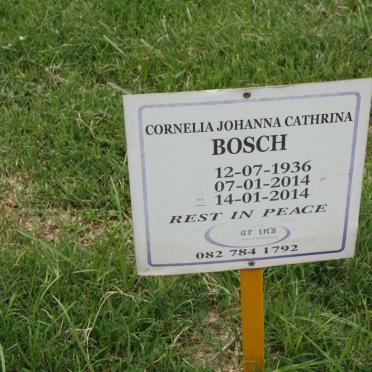 CORNELIA JOHANNA CATHRINA
BOSCH
12-07-1936
07-01-2014
14-01-2014
REST IN PEACE
082 784 1792